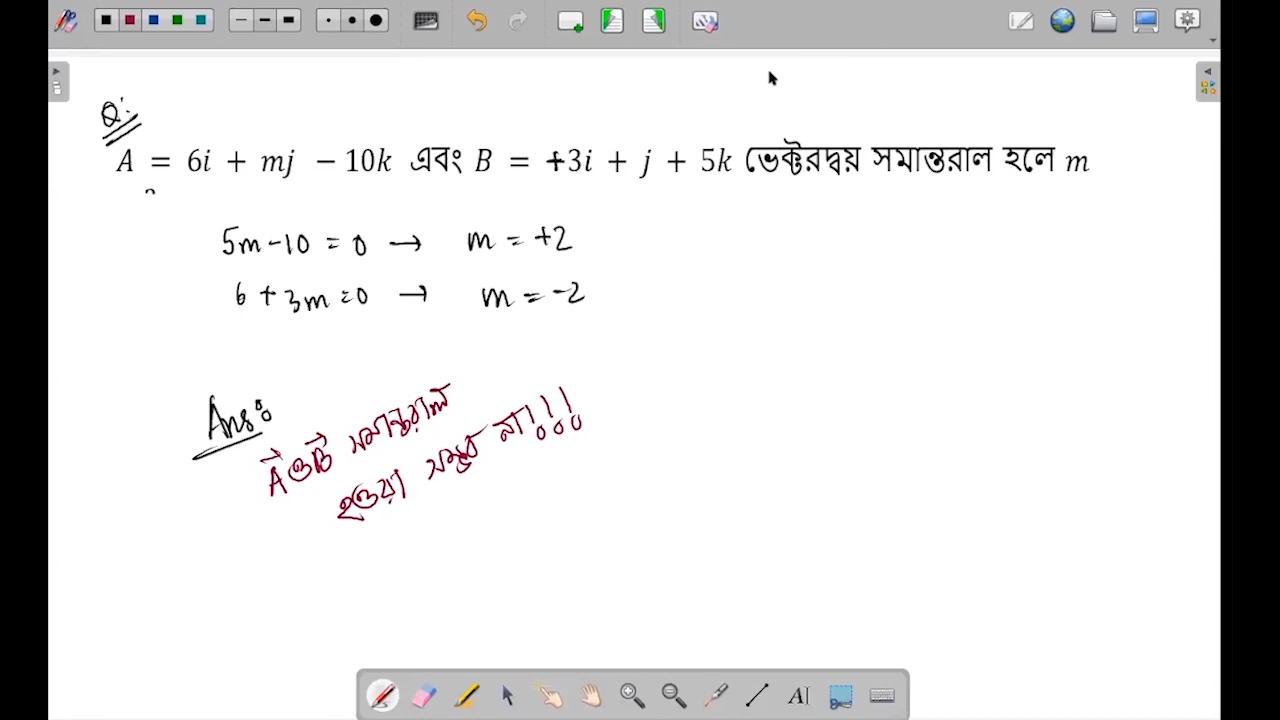 Q:
A = 6i + mj − 10k এবং B = +3i + j + 5k ভেক্টরদ্বয় সমান্তরাল হলে m
5m-10 = 0 → m = +2
6 + 3m = 0 → m = -2
Ans:
A ও B সমান্তরাল
হওয়া সম্ভব না!!!